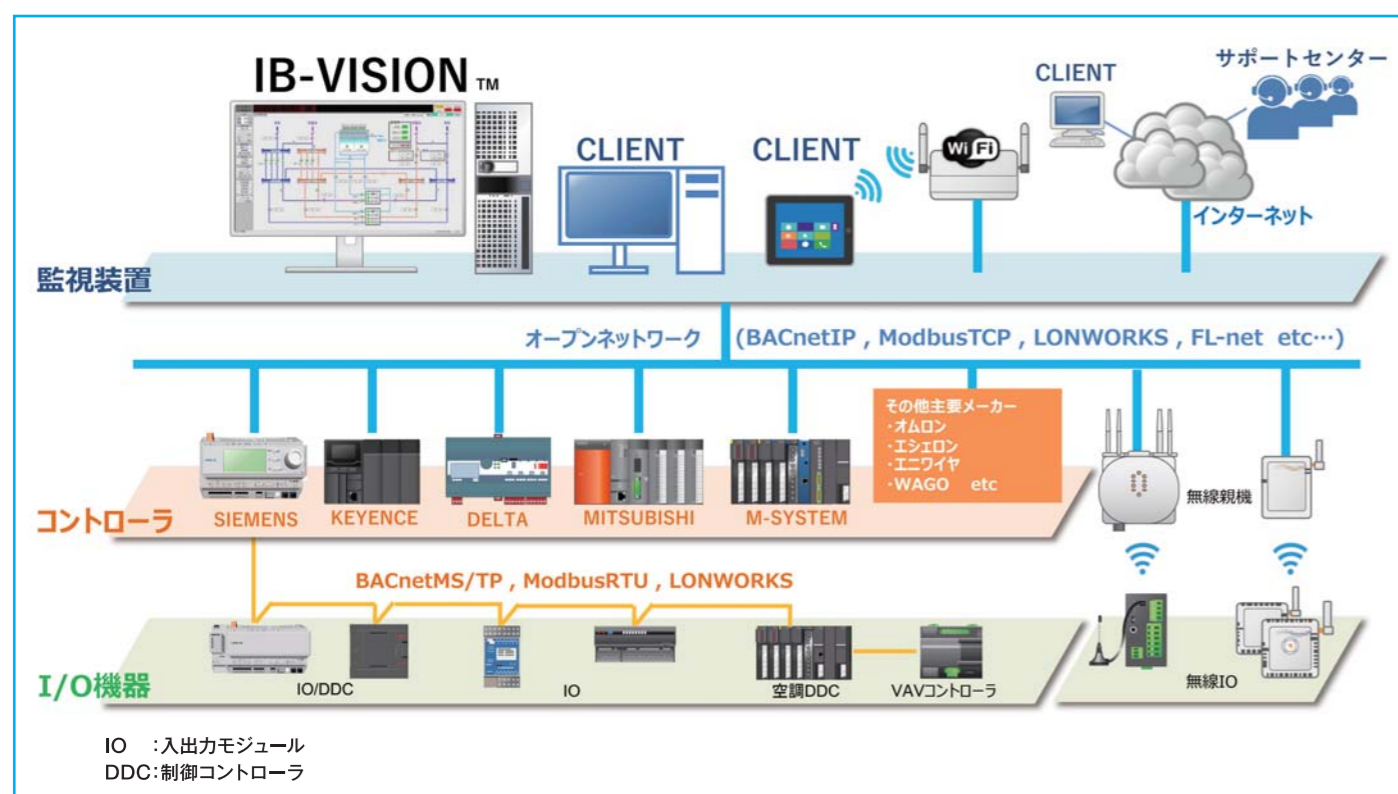 IB-VISION TM
サポートセンター
CLIENT
CLIENT
CLIENT
WiFi
インターネット
監視装置
オープンネットワーク (BACnetIP , ModbusTCP , LONWORKS , FL-net etc…)
その他主要メーカー
・オムロン
・エシェロン
・エニワイヤ
・WAGO etc
無線親機
コントローラ
SIEMENS KEYENCE DELTA MITSUBISHI M-SYSTEM
BACnetMS/TP , ModbusRTU , LONWORKS
I/O機器
IO/DDC IO 空調DDC VAVコントローラ 無線IO
IO :入出力モジュール
DDC:制御コントローラ